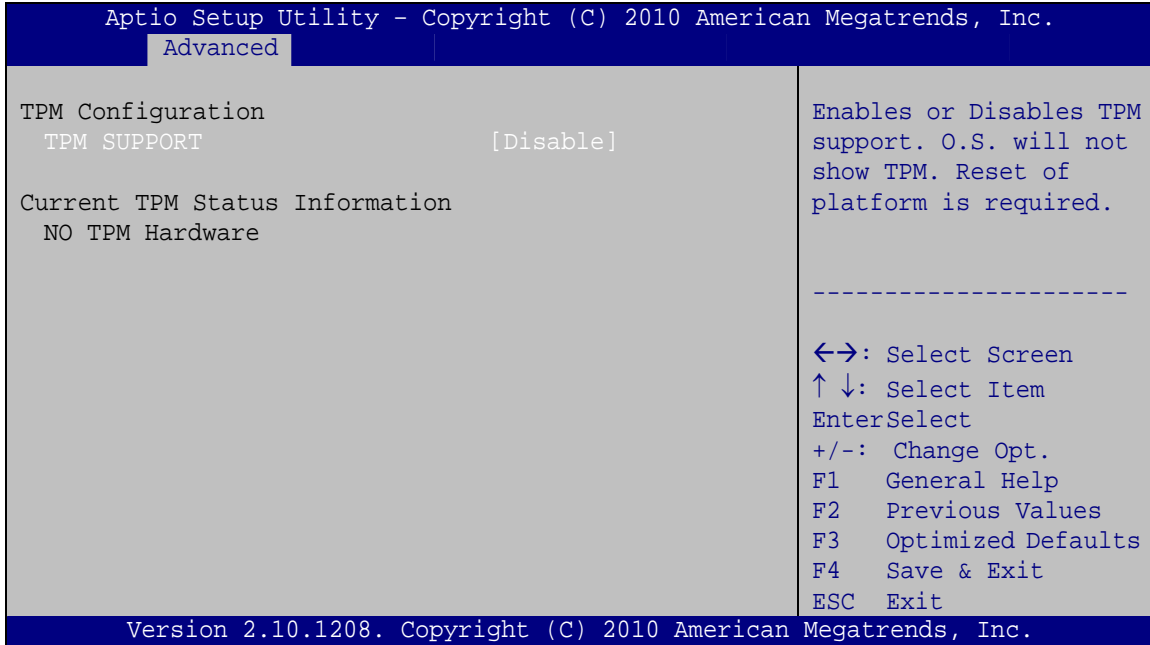 Aptio Setup Utility – Copyright (C) 2010 American Megatrends, Inc.
Advanced
TPM Configuration
TPM SUPPORT [Disable]
Current TPM Status Information
NO TPM Hardware
Enables or Disables TPM
support. O.S. will not
show TPM. Reset of
platform is required.
----------------------
←→: Select Screen
↑ ↓: Select Item
EnterSelect
+/-: Change Opt.
F1 General Help
F2 Previous Values
F3 Optimized Defaults
F4 Save & Exit
ESC Exit
Version 2.10.1208. Copyright (C) 2010 American Megatrends, Inc.